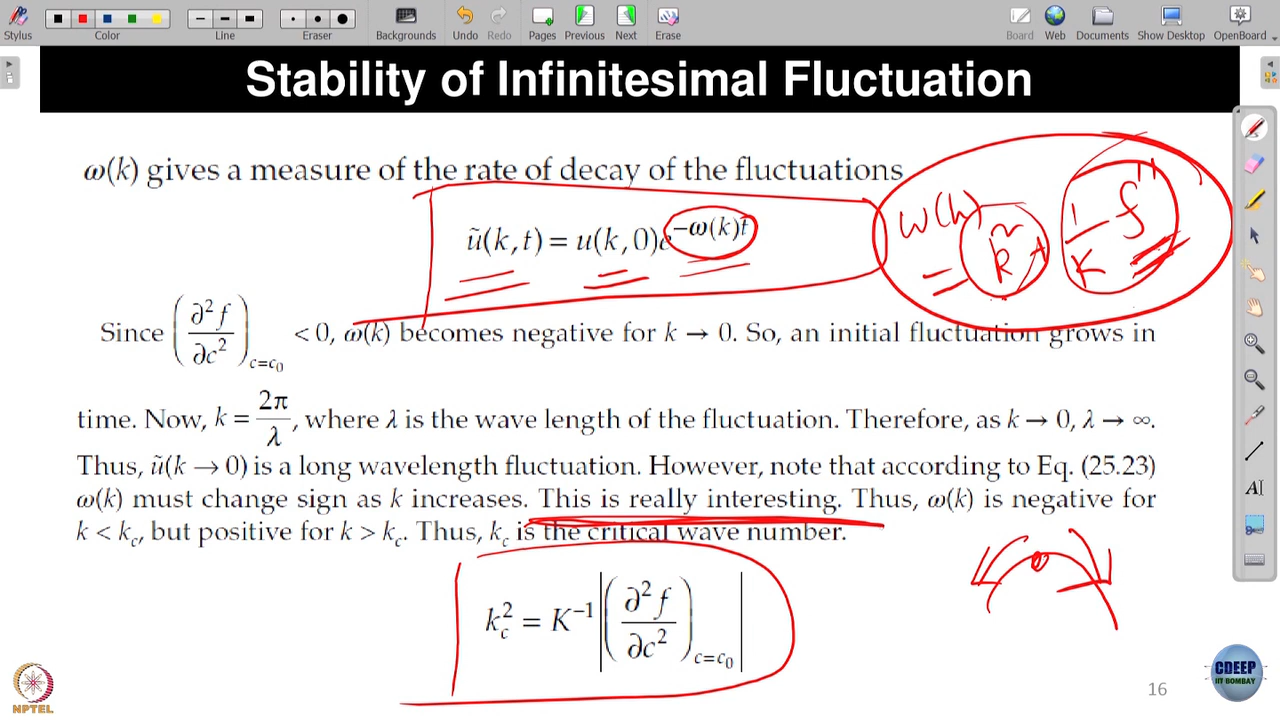 Stylus Color Line Eraser Backgrounds Undo Redo Pages Previous Next Erase Board Web Documents Show Desktop OpenBoard
Stability of Infinitesimal Fluctuation
ω(k) gives a measure of the rate of decay of the fluctuations
ũ(k, t) = u(k, 0)e^{-ω(k)t}
ω(k) 1/K f''
Since (∂²f/∂c²)_{c=c₀} < 0, ω(k) becomes negative for k → 0. So, an initial fluctuation grows in
time. Now, k = 2π/λ, where λ is the wave length of the fluctuation. Therefore, as k → 0, λ → ∞.
Thus, ũ(k → 0) is a long wavelength fluctuation. However, note that according to Eq. (25.23)
ω(k) must change sign as k increases. This is really interesting. Thus, ω(k) is negative for
k < k_c, but positive for k > k_c. Thus, k_c is the critical wave number.
k_c² = K⁻¹|(∂²f/∂c²)_{c=c₀}|
NPTEL
16
CDEEP
IIT BOMBAY